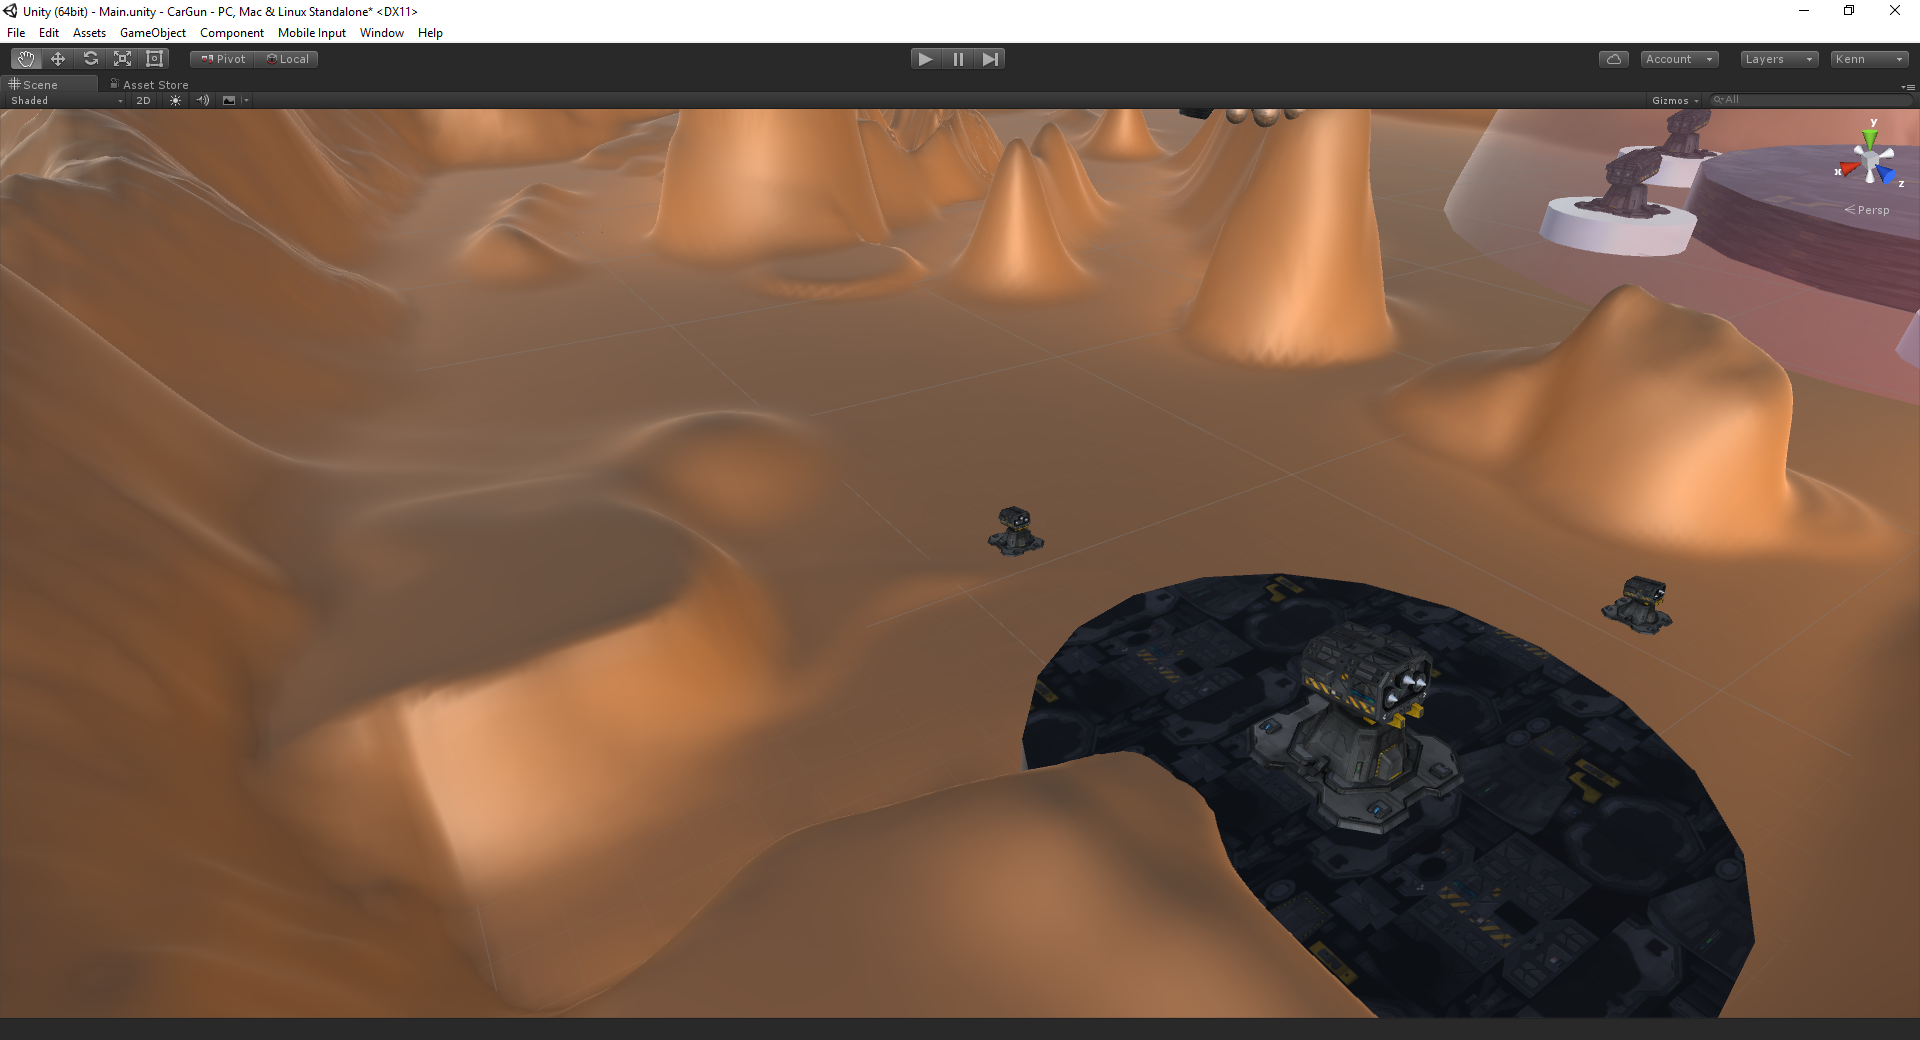 Unity (64bit) - Main.unity - CarGun - PC, Mac & Linux Standalone* <DX11>
File Edit Assets GameObject Component Mobile Input Window Help
Pivot Local Account Layers Kenn
Scene Asset Store
Shaded 2D Gizmos All
y
x
z
Persp